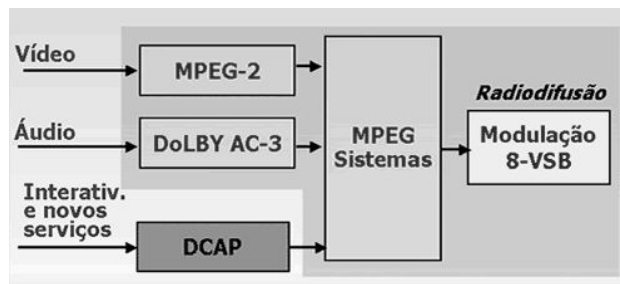 Vídeo
MPEG-2
Radiodifusão
Áudio
DoLBY AC-3
MPEG
Sistemas
Modulação
8-VSB
Interativ.
e novos
serviços
DCAP